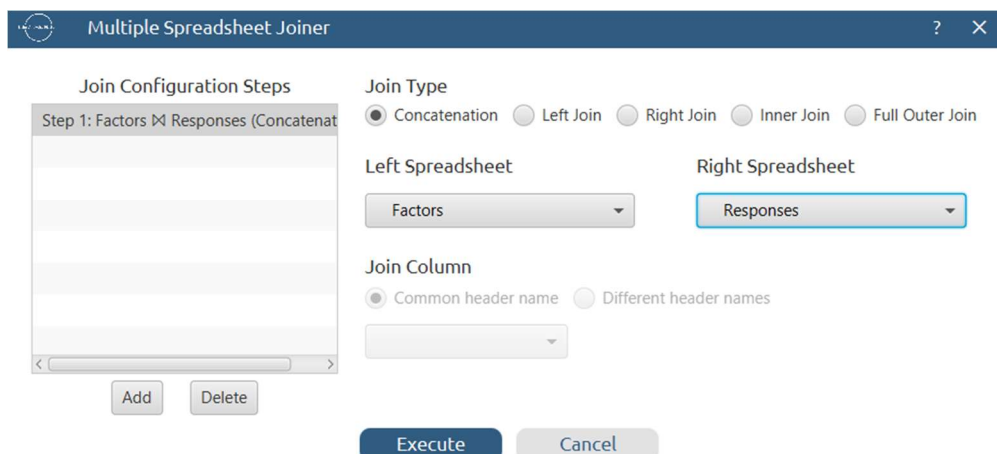 Multiple Spreadsheet Joiner ? ×
Join Configuration Steps
Step 1: Factors ⋈ Responses (Concatenat
Add Delete
Join Type
Concatenation Left Join Right Join Inner Join Full Outer Join
Left Spreadsheet Right Spreadsheet
Factors Responses
Join Column
Common header name Different header names
Execute Cancel